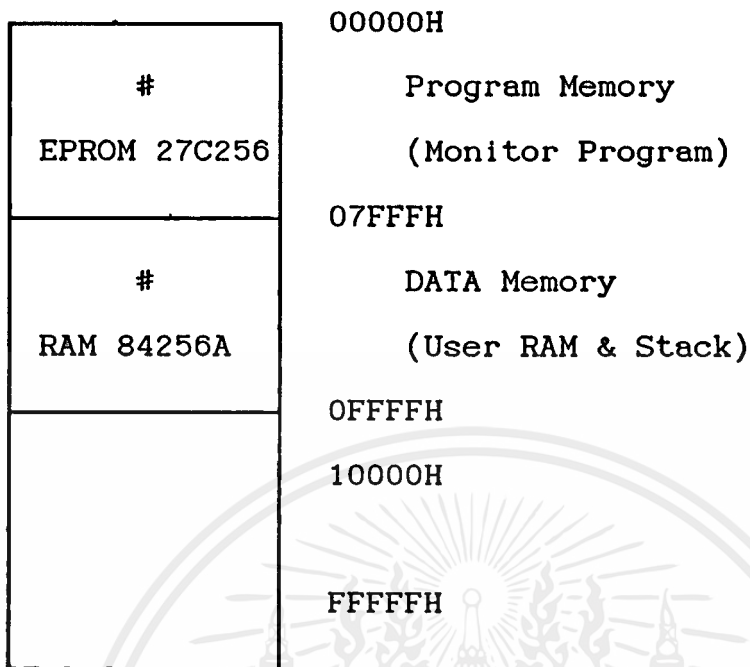 00000H
# Program Memory
EPROM 27C256 (Monitor Program)
07FFFH
# DATA Memory
RAM 84256A (User RAM & Stack)
0FFFFH
10000H
FFFFFH